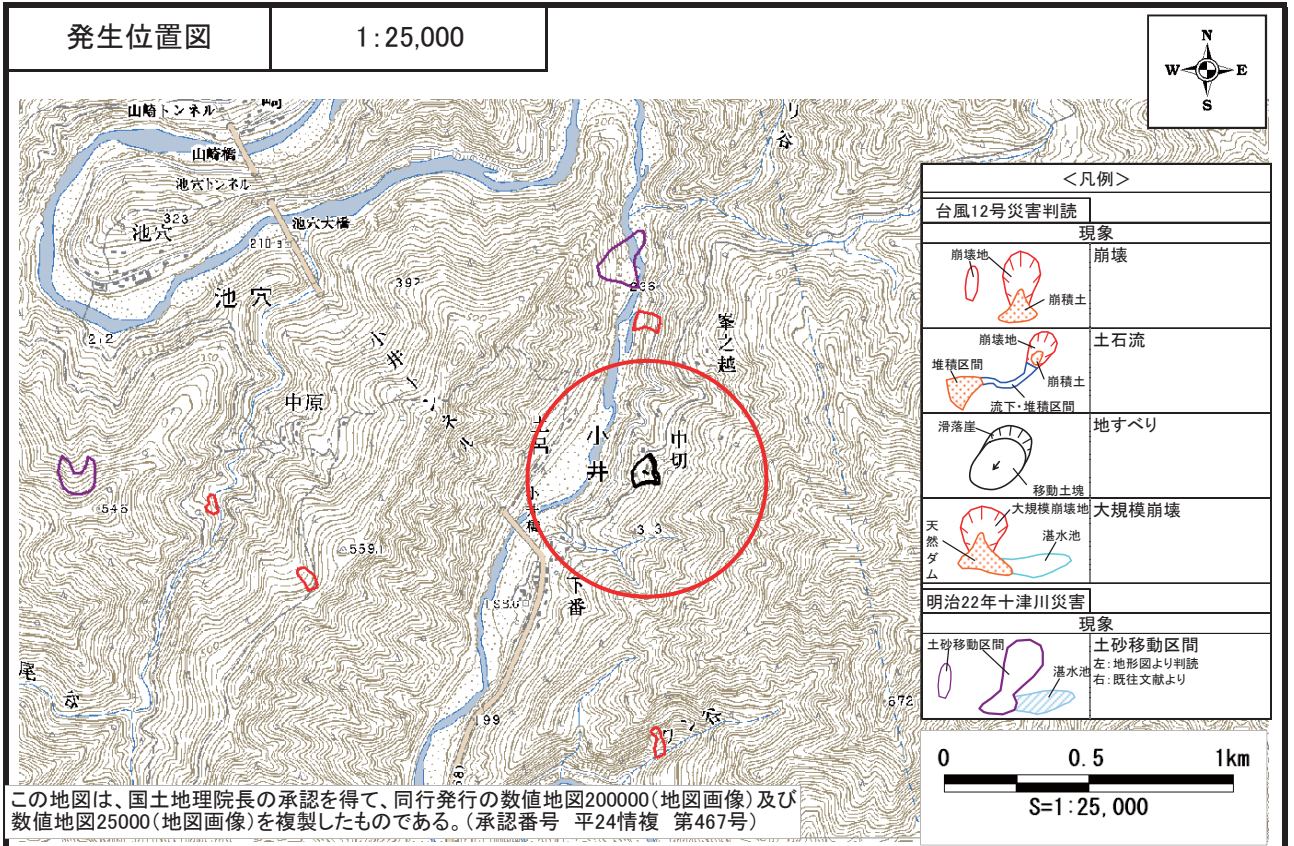 発生位置図
1:25,000
N
W
E
S
山崎トンネル
山崎橋
池穴トンネル
323
池穴
池穴大橋
210
池穴
392
236
212
小井トンネル
峯之越
中原
小井
中切
小井橋
546
559.1
下番
199
672
<凡例>
台風12号災害判読
現象
崩壊地
崩積土
崩壊
崩壊地
堆積区間
崩積土
流下・堆積区間
土石流
滑落崖
移動土塊
地すべり
大規模崩壊地
天然ダム
湛水池
大規模崩壊
明治22年十津川災害
現象
土砂移動区間
湛水池
土砂移動区間
左:地形図より判読
右:既往文献より
0 0.5 1km
S=1:25,000
この地図は、国土地理院長の承認を得て、同行発行の数値地図200000(地図画像)及び
数値地図25000(地図画像)を複製したものである。(承認番号 平24情複 第467号)